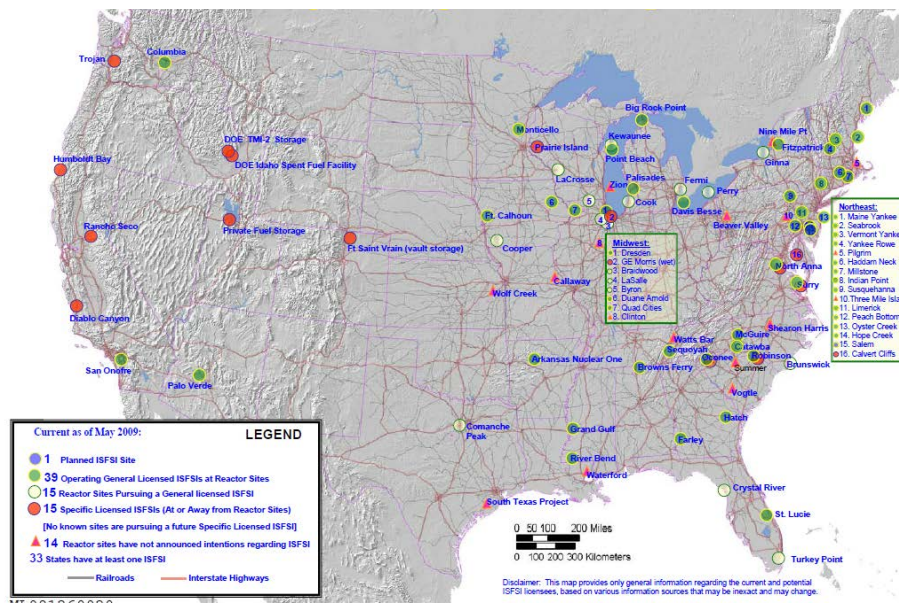 Columbia
Trojan
Big Rock Point
Monticello
Nine Mile Pt
DOE TMI-2 Storage
Prairie Island
Kewaunee
Fitzpatrick
DOE Idaho Spent Fuel Facility
Point Beach
Ginna
Humboldt Bay
LaCrosse
Zion
Palisades
Fermi
Perry
Cook
Ft. Calhoun
Davis Besse
Beaver Valley
Private Fuel Storage
Rancho Seco
Ft Saint Vrain (vault storage)
Cooper
Midwest:
1. Dresden
2. GE Morris (wet)
3. Braidwood
4. LaSalle
5. Byron
6. Duane Arnold
7. Quad Cities
8. Clinton
Northeast:
1. Maine Yankee
2. Seabrook
3. Vermont Yankee
4. Yankee Rowe
5. Pilgrim
6. Haddam Neck
7. Millstone
8. Indian Point
9. Susquehanna
10.Three Mile Isla
11. Limerick
12. Peach Bottom
13. Oyster Creek
14. Hope Creek
15. Salem
16. Calvert Cliffs
North Anna
Surry
Callaway
Wolf Creek
Diablo Canyon
Shearon Harris
Watts Bar
McGuire
Sequoyah
Catawba
Oconee
Robinson
Summer
Brunswick
San Onofre
Palo Verde
Arkansas Nuclear One
Browns Ferry
Vogtle
Hatch
Comanche
Peak
Grand Gulf
Farley
River Bend
Waterford
South Texas Project
Crystal River
St. Lucie
Turkey Point
Current as of May 2009:
LEGEND
1 Planned ISFSI Site
39 Operating General Licensed ISFSIs at Reactor Sites
15 Reactor Sites Pursuing a General licensed ISFSI
15 Specific Licensed ISFSIs (At or Away from Reactor Sites)
[No known sites are pursuing a future Specific Licensed ISFSI]
14 Reactor sites have not announced intentions regarding ISFSI
33 States have at least one ISFSI
Railroads
Interstate Highways
0 50 100 200 Miles
0 100 200 300 Kilometers
Disclaimer: This map provides only general information regarding the current and potential
ISFSI licensees, based on various information sources that may be inexact and may change.